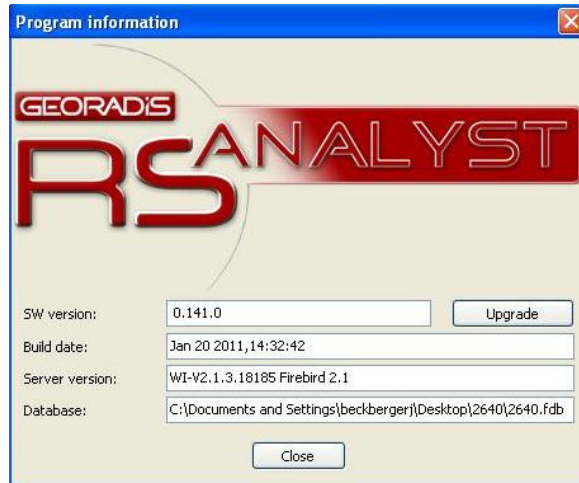 Program information
GEORADiS
RS ANALYST
SW version: 0.141.0 Upgrade
Build date: Jan 20 2011,14:32:42
Server version: WI-V2.1.3.18185 Firebird 2.1
Database: C:\Documents and Settings\beckbergerj\Desktop\2640\2640.fdb
Close